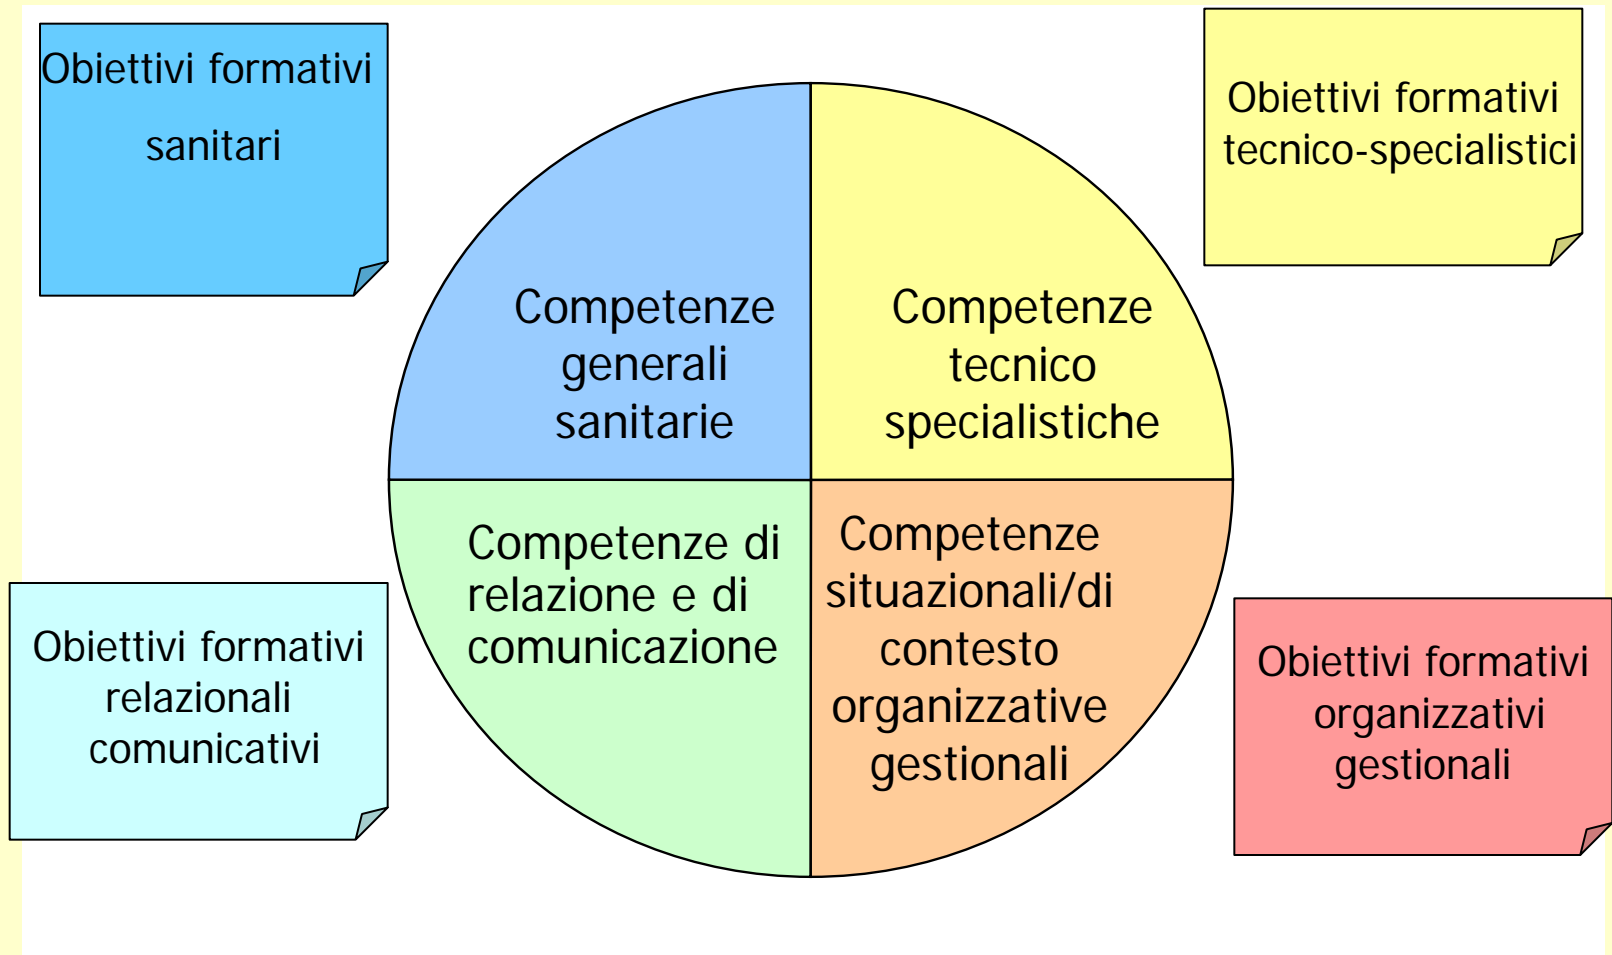 Obiettivi formativi
sanitari
Obiettivi formativi
tecnico-specialistici
Competenze
generali
sanitarie
Competenze
tecnico
specialistiche
Competenze di
relazione e di
comunicazione
Competenze
situazionali/di
contesto
organizzative
gestionali
Obiettivi formativi
relazionali
comunicativi
Obiettivi formativi
organizzativi
gestionali